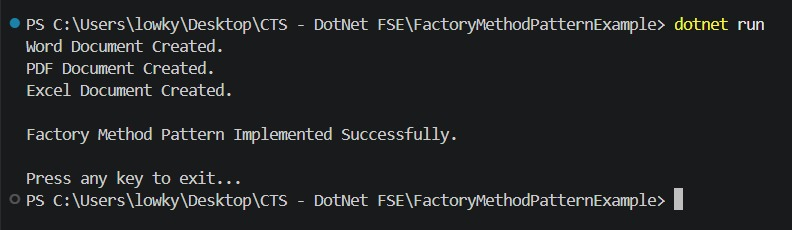 PS C:\Users\lowky\Desktop\CTS - DotNet FSE\FactoryMethodPatternExample> dotnet run
Word Document Created.
PDF Document Created.
Excel Document Created.
Factory Method Pattern Implemented Successfully.
Press any key to exit...
PS C:\Users\lowky\Desktop\CTS - DotNet FSE\FactoryMethodPatternExample>